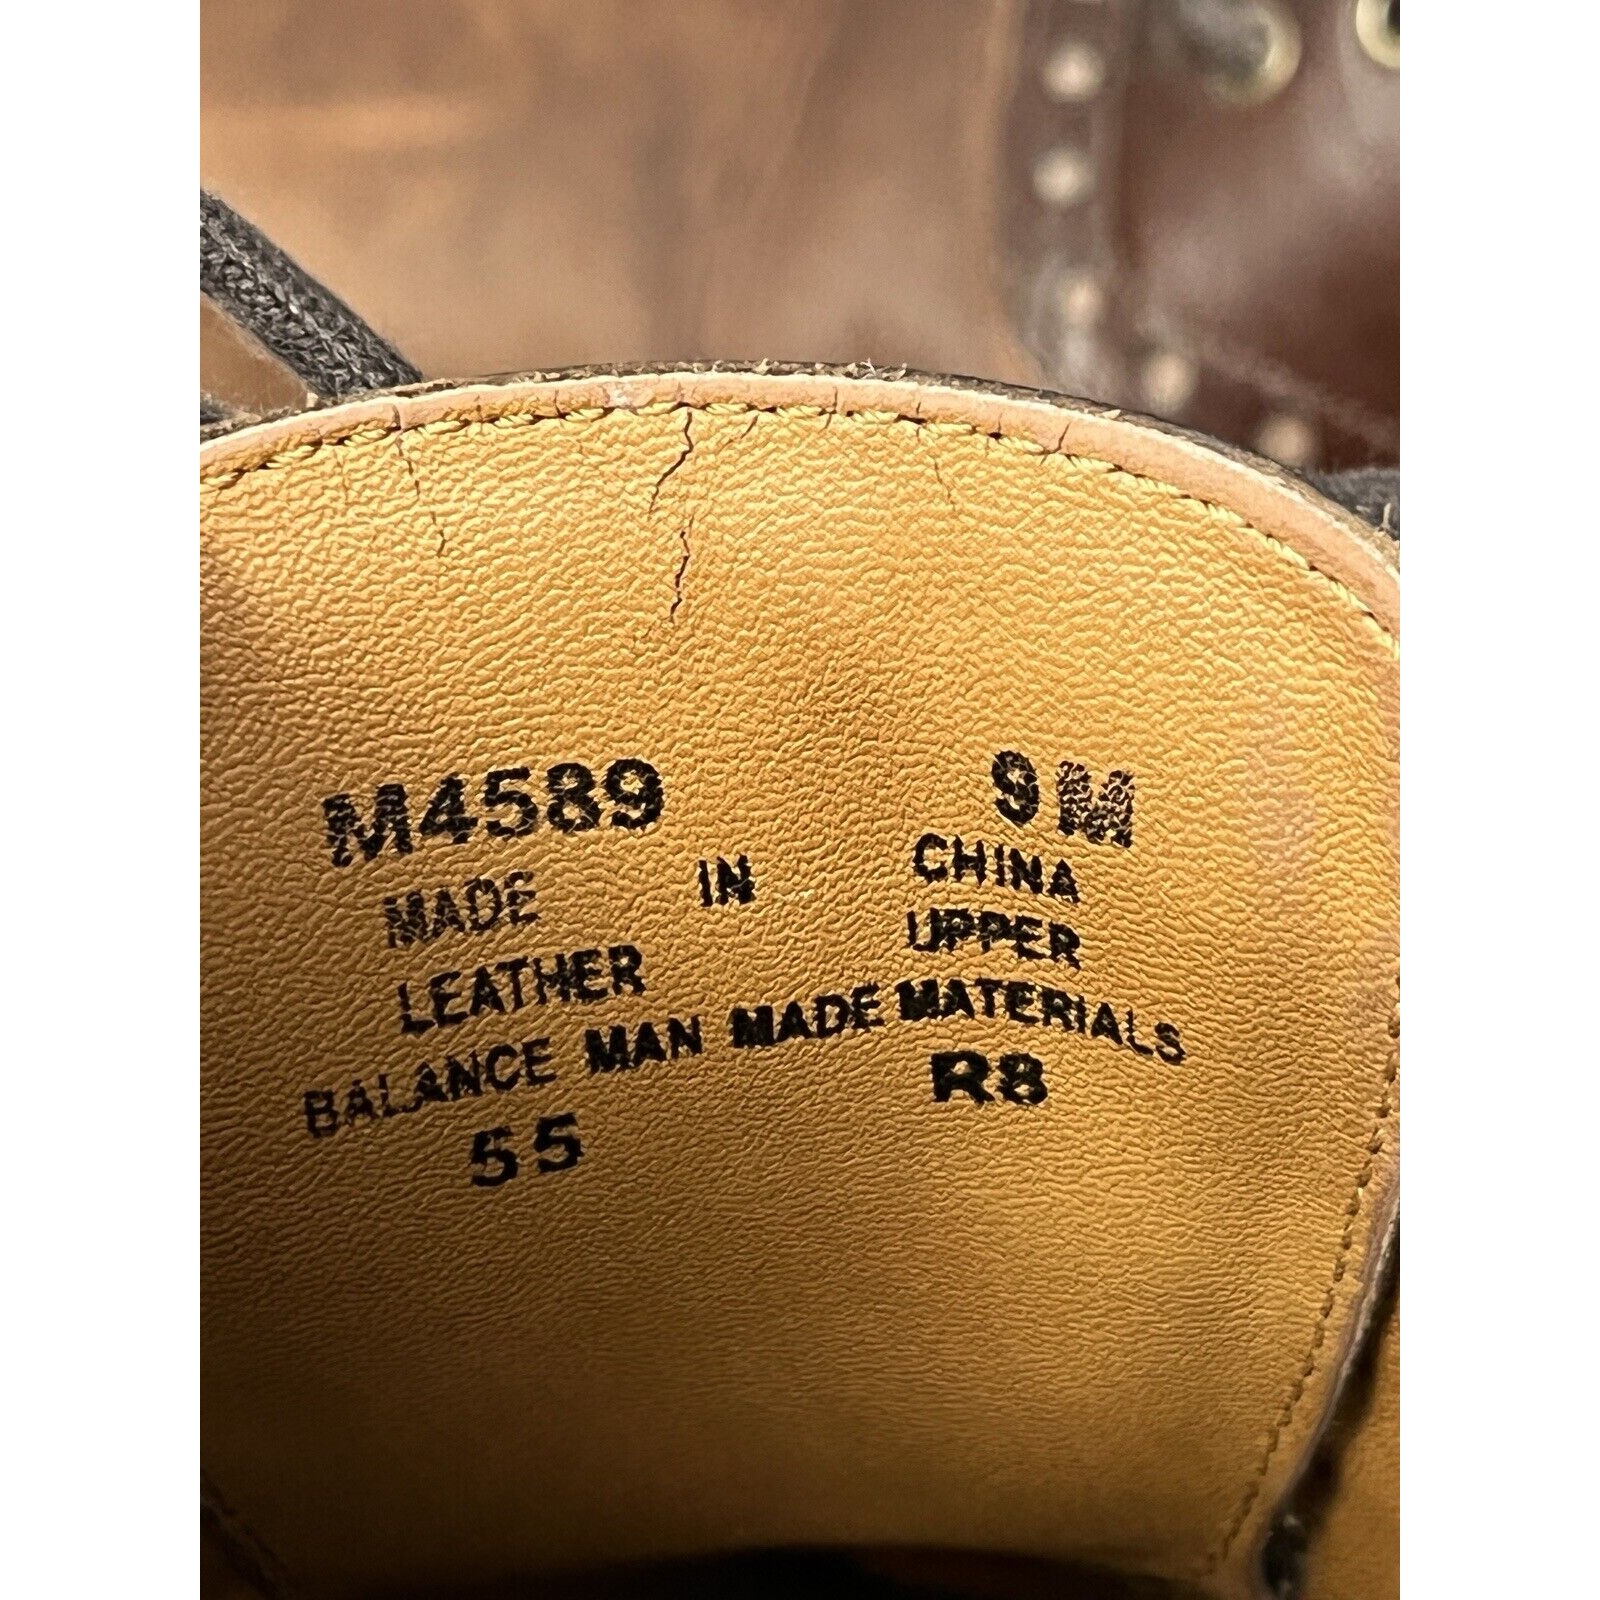 M4589 9M
MADE IN CHINA
LEATHER UPPER
BALANCE MAN MADE MATERIALS
55 R8